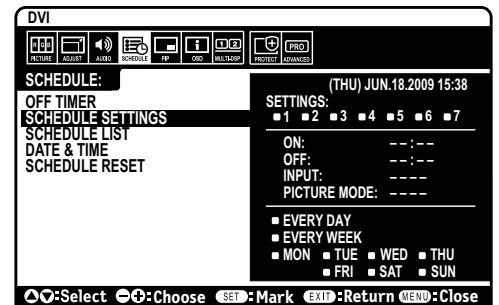 DVI
RGB
PICTURE ADJUST AUDIO SCHEDULE PIP OSD MULTI-DSP PROTECT ADVANCED
i 1 2 PRO
SCHEDULE:
OFF TIMER
SCHEDULE SETTINGS
SCHEDULE LIST
DATE & TIME
SCHEDULE RESET
(THU) JUN.18.2009 15:38
SETTINGS:
1 2 3 4 5 6 7
ON: --:--
OFF: --:--
INPUT: ----
PICTURE MODE: ----
EVERY DAY
EVERY WEEK
MON TUE WED THU
FRI SAT SUN
:Select :Choose SET:Mark EXIT:Return MENU:Close